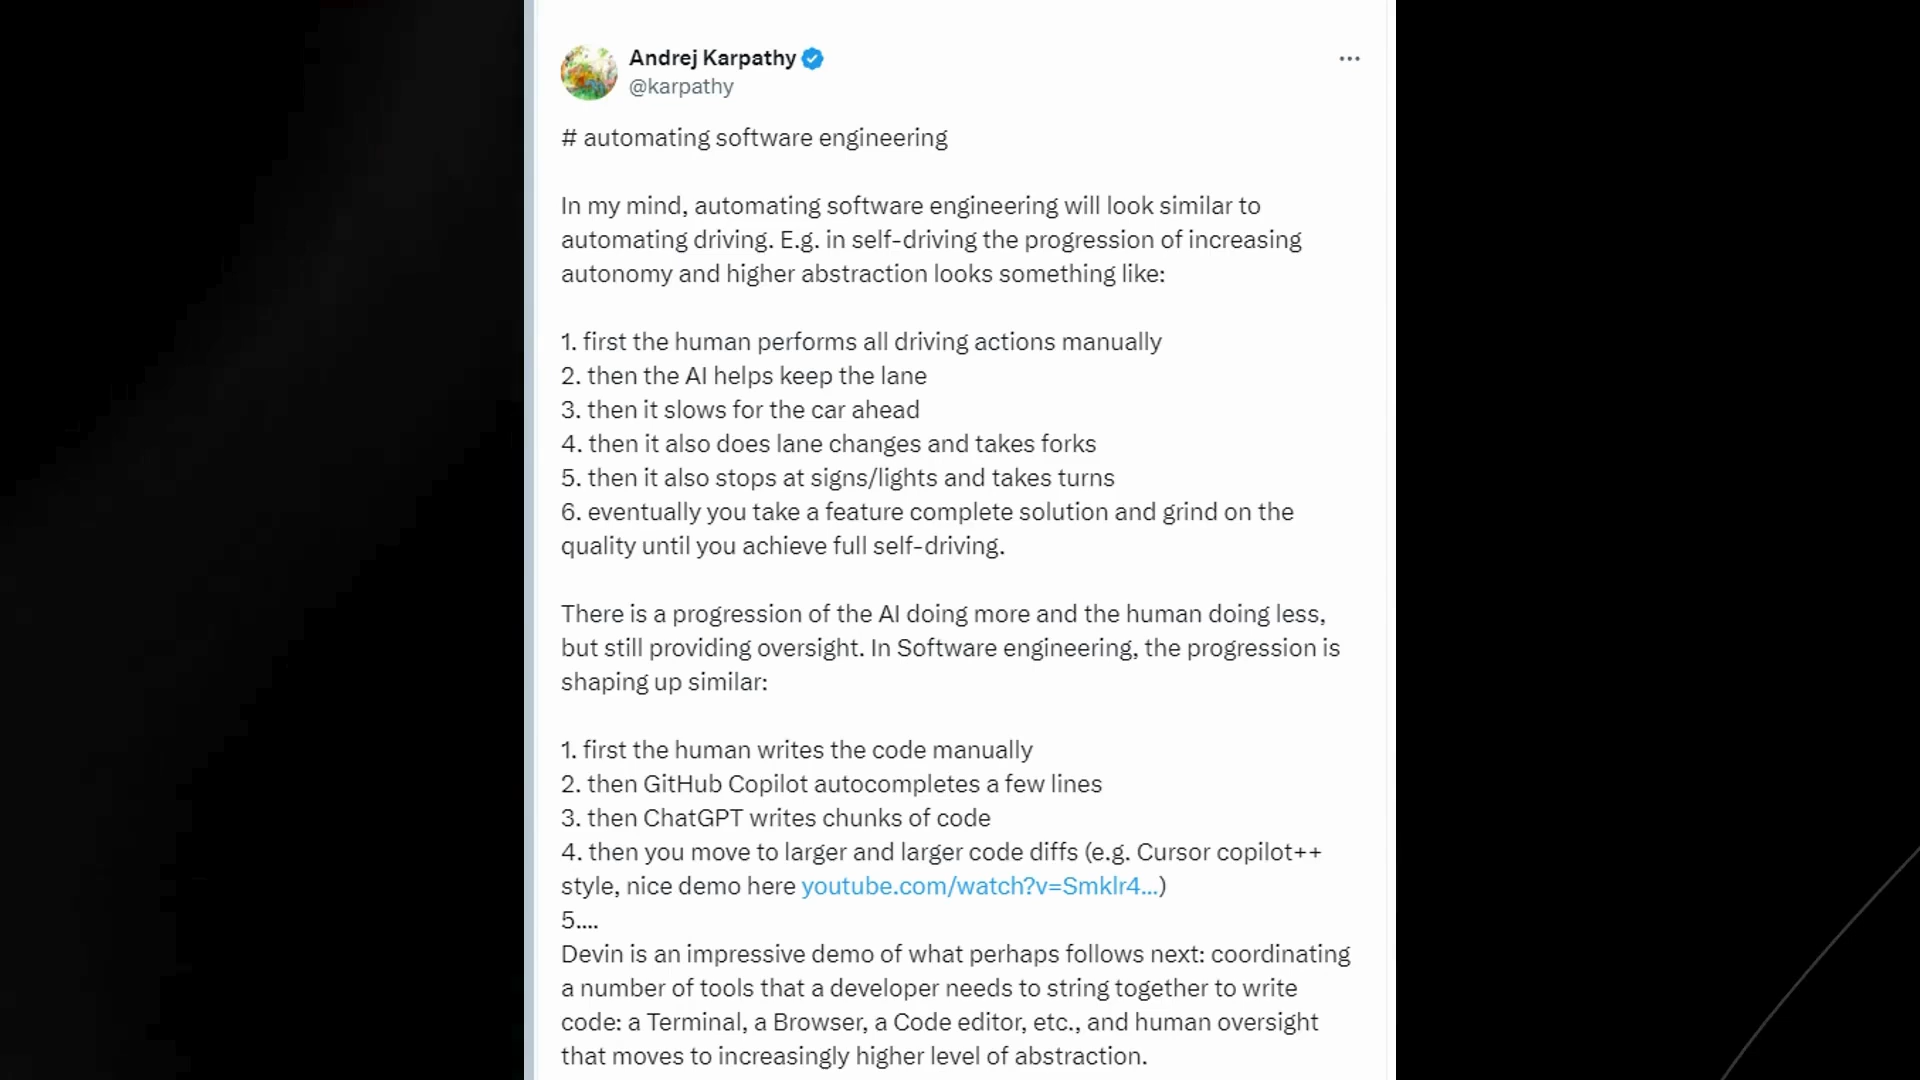 Andrej Karpathy
@karpathy
# automating software engineering
In my mind, automating software engineering will look similar to
automating driving. E.g. in self-driving the progression of increasing
autonomy and higher abstraction looks something like:
1. first the human performs all driving actions manually
2. then the AI helps keep the lane
3. then it slows for the car ahead
4. then it also does lane changes and takes forks
5. then it also stops at signs/lights and takes turns
6. eventually you take a feature complete solution and grind on the
quality until you achieve full self-driving.
There is a progression of the AI doing more and the human doing less,
but still providing oversight. In Software engineering, the progression is
shaping up similar:
1. first the human writes the code manually
2. then GitHub Copilot autocompletes a few lines
3. then ChatGPT writes chunks of code
4. then you move to larger and larger code diffs (e.g. Cursor copilot++
style, nice demo here youtube.com/watch?v=Smklr4...)
5....
Devin is an impressive demo of what perhaps follows next: coordinating
a number of tools that a developer needs to string together to write
code: a Terminal, a Browser, a Code editor, etc., and human oversight
that moves to increasingly higher level of abstraction.